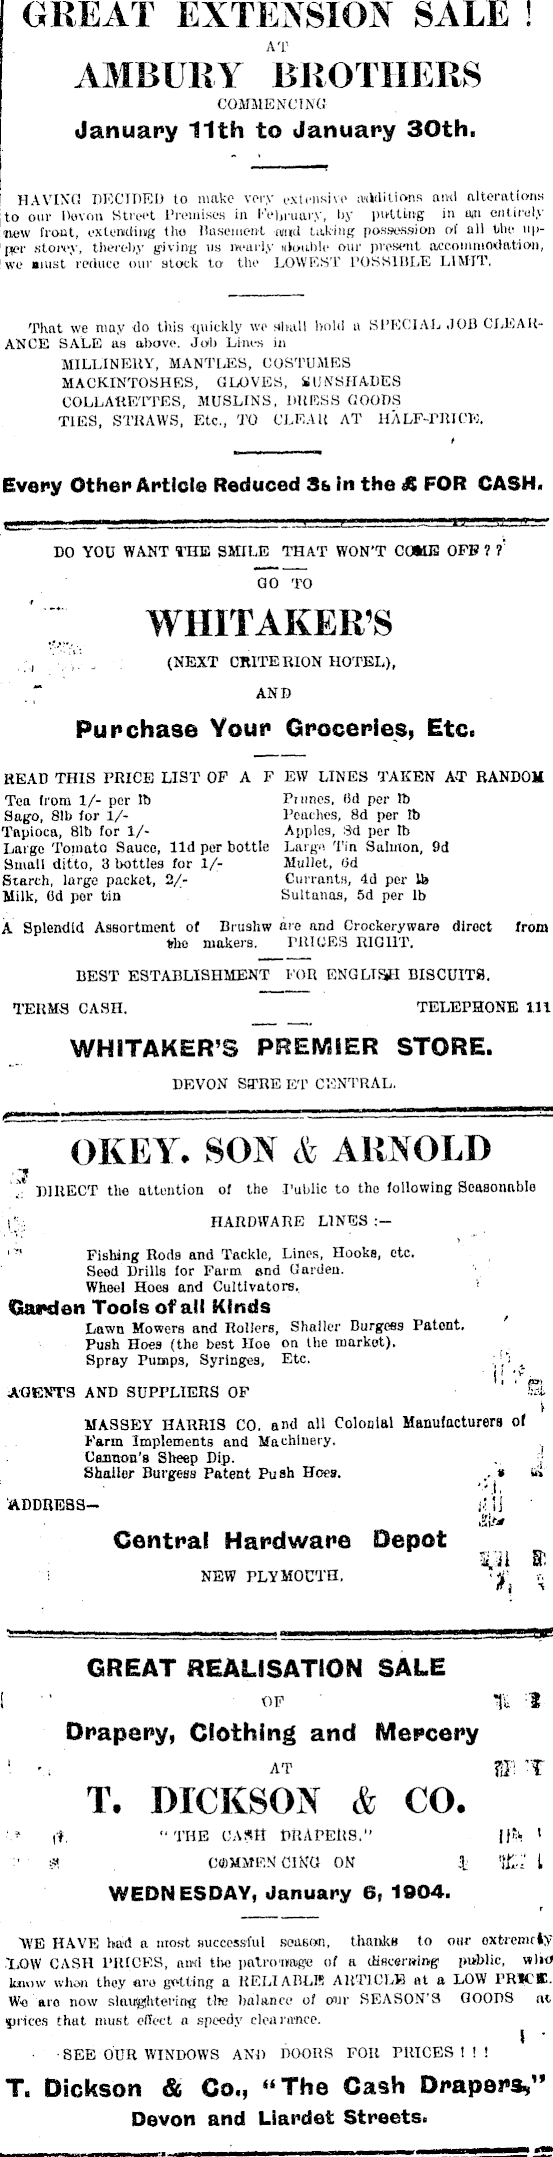 GREAT EXTENSION SALE !
AT
AMBURY BROTHERS
COMMENCING
January 11th to January 30th.
HAVING DECIDED to make very extensive additions and alterations
to our Devon Street Premises in February, by putting in an entirely
new front, extending the Basement and taking possession of all the up-
per storey, thereby giving us nearly double our present accommodation,
we must reduce our stock to the LOWEST POSSIBLE LIMIT.
That we may do this quickly we shall hold a SPECIAL JOB CLEAR-
ANCE SALE as above. Job Lines in
MILLINERY, MANTLES, COSTUMES
MACKINTOSHES, GLOVES, SUNSHADES
COLLARETTES, MUSLINS, DRESS GOODS
TIES, STRAWS, Etc., TO CLEAR AT HALF-PRICE.
Every Other Article Reduced 3s in the £ FOR CASH.
DO YOU WANT THE SMILE THAT WON'T COME OFF ? ?
GO TO
WHITAKER'S
(NEXT CRITERION HOTEL),
AND
Purchase Your Groceries, Etc.
READ THIS PRICE LIST OF A F EW LINES TAKEN AT RANDOM
Tea from 1/- per lb
Sago, 8lb for 1/-
Tapioca, 8lb for 1/-
Large Tomato Sauce, 11d per bottle
Small ditto, 3 bottles for 1/-
Starch, large packet, 2/-
Milk, 6d per tin
Prunes, 6d per lb
Peaches, 8d per lb
Apples, 8d per lb
Large Tin Salmon, 9d
Mullet, 6d
Currants, 4d per lb
Sultanas, 5d per lb
A Splendid Assortment of Brushw are and Crockeryware direct from
the makers. PRICES RIGHT.
BEST ESTABLISHMENT FOR ENGLISH BISCUITS.
TERMS CASH. TELEPHONE 111
WHITAKER'S PREMIER STORE.
DEVON STREET CENTRAL.
OKEY, SON & ARNOLD
DIRECT the attention of the Public to the following Seasonable
HARDWARE LINES :—
Fishing Rods and Tackle, Lines, Hooks, etc.
Seed Drills for Farm and Garden.
Wheel Hoes and Cultivators.
Garden Tools of all Kinds
Lawn Mowers and Rollers, Shailer Burgess Patent.
Push Hoes (the best Hoe on the market).
Spray Pumps, Syringes, Etc.
AGENTS AND SUPPLIERS OF
MASSEY HARRIS CO. and all Colonial Manufacturers of
Farm Implements and Machinery.
Cannon's Sheep Dip.
Shailer Burgess Patent Push Hoes.
ADDRESS—
Central Hardware Depot
NEW PLYMOUTH.
GREAT REALISATION SALE
OF
Drapery, Clothing and Mercery
AT
T. DICKSON & CO.
"THE CASH DRAPERS."
COMMENCING ON
WEDNESDAY, January 6, 1904.
WE HAVE had a most successful season, thanks to our extremely
LOW CASH PRICES, and the patronage of a discerning public, who
know when they are getting a RELIABLE ARTICLE at a LOW PRICE.
We are now slaughtering the balance of our SEASON'S GOODS at
prices that must effect a speedy clearance.
SEE OUR WINDOWS AND DOORS FOR PRICES ! ! !
T. Dickson & Co., "The Cash Drapers,"
Devon and Liardet Streets.